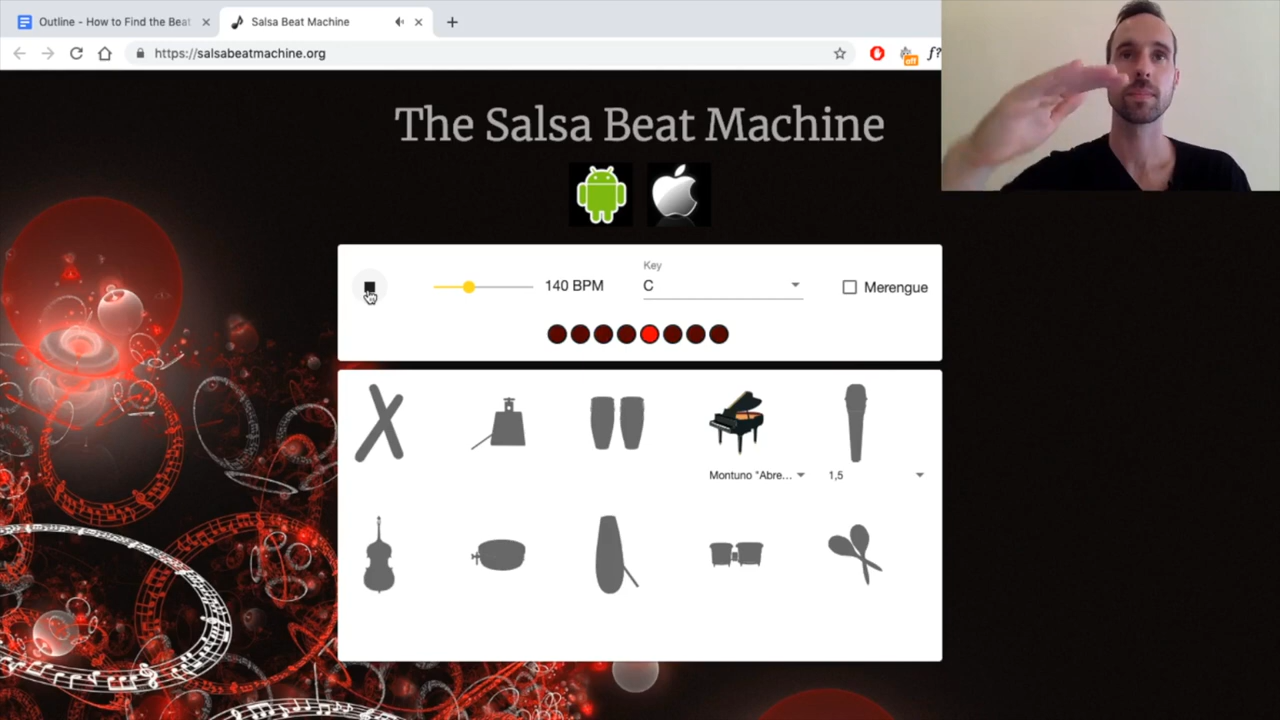 Outline - How to Find the Beat
Salsa Beat Machine
https://salsabeatmachine.org
off
f?
The Salsa Beat Machine
Key
140 BPM
C
Merengue
Montuno "Abre...
1,5